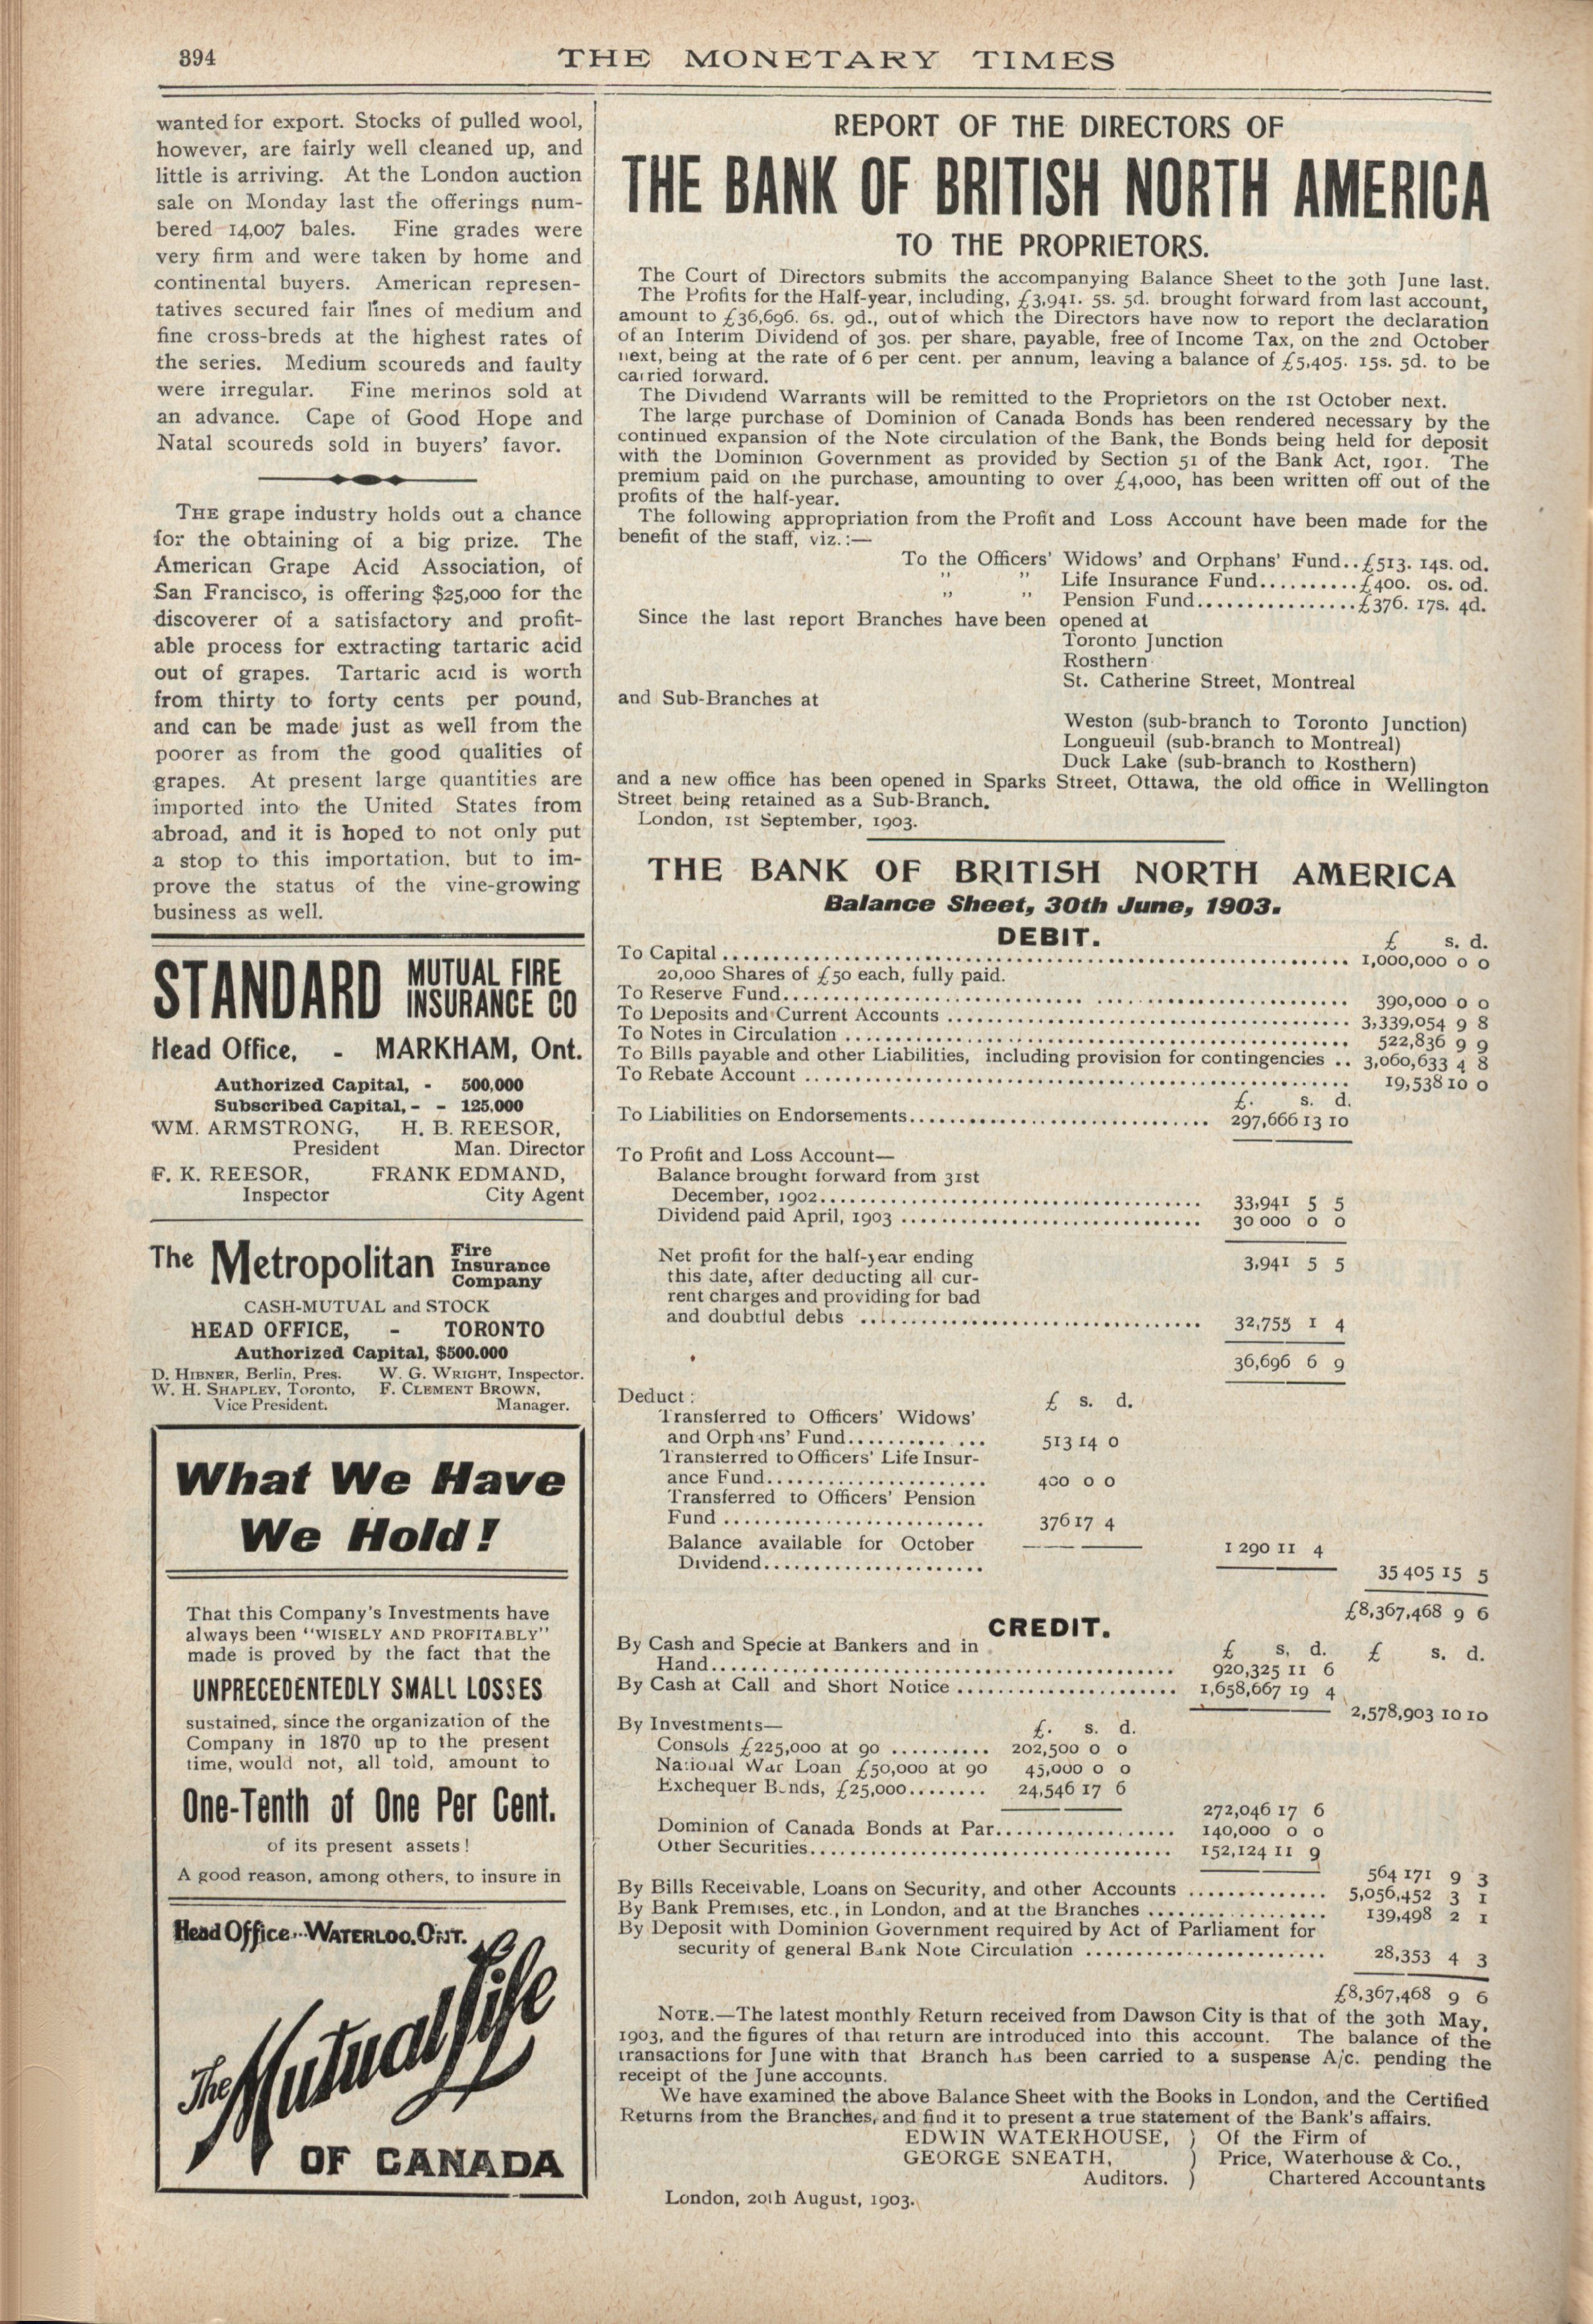 394
THE MONETARY TIMES
wanted for export. Stocks of pulled wool,
however, are fairly well cleaned up, and
little is arriving. At the London auction
sale on Monday last the offerings num-
bered 14,007 bales. Fine grades were
very firm and were taken by home and
continental buyers. American represen-
tatives secured fair lines of medium and
fine cross-breds at the highest rates of
the series. Medium scoureds and faulty
were irregular. Fine merinos sold at
an advance. Cape of Good Hope and
Natal scoureds sold in buyers' favor.
THE grape industry holds out a chance
for the obtaining of a big prize. The
American Grape Acid Association, of
San Francisco, is offering $25,000 for the
discoverer of a satisfactory and profit-
able process for extracting tartaric acid
out of grapes. Tartaric acid is worth
from thirty to forty cents per pound,
and can be made just as well from the
poorer as from the good qualities of
grapes. At present large quantities are
imported into the United States from
abroad, and it is hoped to not only put
a stop to this importation, but to im-
prove the status of the vine-growing
business as well.
STANDARD MUTUAL FIRE
INSURANCE CO
Head Office, - MARKHAM, Ont.
Authorized Capital, - 500,000
Subscribed Capital, - - 125,000
WM. ARMSTRONG, H. B. REESOR,
President Man. Director
F. K. REESOR, FRANK EDMAND,
Inspector City Agent
The Metropolitan Fire
Insurance
Company
CASH-MUTUAL and STOCK
HEAD OFFICE, - TORONTO
Authorized Capital, $500.000
D. HIBNER, Berlin, Pres. W. G. WRIGHT, Inspector.
W. H. SHAPLEY, Toronto, F. CLEMENT BROWN,
Vice President. Manager.
What We Have
We Hold!
That this Company's Investments have
always been "WISELY AND PROFITABLY"
made is proved by the fact that the
UNPRECEDENTEDLY SMALL LOSSES
sustained, since the organization of the
Company in 1870 up to the present
time, would not, all told, amount to
One-Tenth of One Per Cent.
of its present assets!
A good reason, among others, to insure in
Head Office...WATERLOO, ONT.
The Mutual Life
OF CANADA
REPORT OF THE DIRECTORS OF
THE BANK OF BRITISH NORTH AMERICA
TO THE PROPRIETORS.
The Court of Directors submits the accompanying Balance Sheet to the 30th June last.
The Profits for the Half-year, including, £3,941. 5s. 5d. brought forward from last account,
amount to £36,696. 6s. 9d., out of which the Directors have now to report the declaration
of an Interim Dividend of 30s. per share, payable, free of Income Tax, on the 2nd October
next, being at the rate of 6 per cent. per annum, leaving a balance of £5,405. 15s. 5d. to be
carried forward.
The Dividend Warrants will be remitted to the Proprietors on the 1st October next.
The large purchase of Dominion of Canada Bonds has been rendered necessary by the
continued expansion of the Note circulation of the Bank, the Bonds being held for deposit
with the Dominion Government as provided by Section 51 of the Bank Act, 1901. The
premium paid on the purchase, amounting to over £4,000, has been written off out of the
profits of the half-year.
The following appropriation from the Profit and Loss Account have been made for the
benefit of the staff, viz.:—
To the Officers' Widows' and Orphans' Fund..£513. 14s. 0d.
" " Life Insurance Fund..........£400. 0s. 0d.
" " Pension Fund................£376. 17s. 4d.
Since the last report Branches have been opened at
Toronto Junction
Rosthern
St. Catherine Street, Montreal
and Sub-Branches at
Weston (sub-branch to Toronto Junction)
Longueuil (sub-branch to Montreal)
Duck Lake (sub-branch to Rosthern)
and a new office has been opened in Sparks Street, Ottawa, the old office in Wellington
Street being retained as a Sub-Branch.
London, 1st September, 1903.
THE BANK OF BRITISH NORTH AMERICA
Balance Sheet, 30th June, 1903.
DEBIT.
£ s. d.
To Capital .......... 1,000,000 0 0
20,000 Shares of £50 each, fully paid.
To Reserve Fund.......... 390,000 0 0
To Deposits and Current Accounts .......... 3,339,054 9 8
To Notes in Circulation .......... 522,836 9 9
To Bills payable and other Liabilities, including provision for contingencies .. 3,060,633 4 8
To Rebate Account .......... 19,538 10 0
£. s. d.
To Liabilities on Endorsements.......... 297,666 13 10
To Profit and Loss Account—
Balance brought forward from 31st
December, 1902.......... 33,941 5 5
Dividend paid April, 1903 .......... 30 000 0 0
3,941 5 5
Net profit for the half-year ending
this date, after deducting all cur-
rent charges and providing for bad
and doubtful debts .......... 32,755 1 4
36,696 6 9
Deduct: £ s. d.
Transferred to Officers' Widows'
and Orphans' Fund.......... 513 14 0
Transferred to Officers' Life Insur-
ance Fund.......... 400 0 0
Transferred to Officers' Pension
Fund .......... 376 17 4
1 290 11 4
Balance available for October
Dividend.......... 35 405 15 5
£8,367,468 9 6
CREDIT.
£ s. d. £ s. d.
By Cash and Specie at Bankers and in
Hand.......... 920,325 11 6
By Cash at Call and Short Notice .......... 1,658,667 19 4
2,578,903 10 10
By Investments— £. s. d.
Consols £225,000 at 90 .......... 202,500 0 0
National War Loan £50,000 at 90 45,000 0 0
Exchequer Bonds, £25,000........ 24,546 17 6
272,046 17 6
Dominion of Canada Bonds at Par.......... 140,000 0 0
Other Securities.......... 152,124 11 9
564 171 9 3
By Bills Receivable, Loans on Security, and other Accounts .......... 5,056,452 3 1
By Bank Premises, etc., in London, and at the Branches .......... 139,498 2 1
By Deposit with Dominion Government required by Act of Parliament for
security of general Bank Note Circulation .......... 28,353 4 3
£8,367,468 9 6
NOTE.—The latest monthly Return received from Dawson City is that of the 30th May,
1903, and the figures of that return are introduced into this account. The balance of the
transactions for June with that Branch has been carried to a suspense A/c. pending the
receipt of the June accounts.
We have examined the above Balance Sheet with the Books in London, and the Certified
Returns from the Branches, and find it to present a true statement of the Bank's affairs.
EDWIN WATERHOUSE, ) Of the Firm of
GEORGE SNEATH, ) Price, Waterhouse & Co.,
Auditors. ) Chartered Accountants
London, 20th August, 1903.